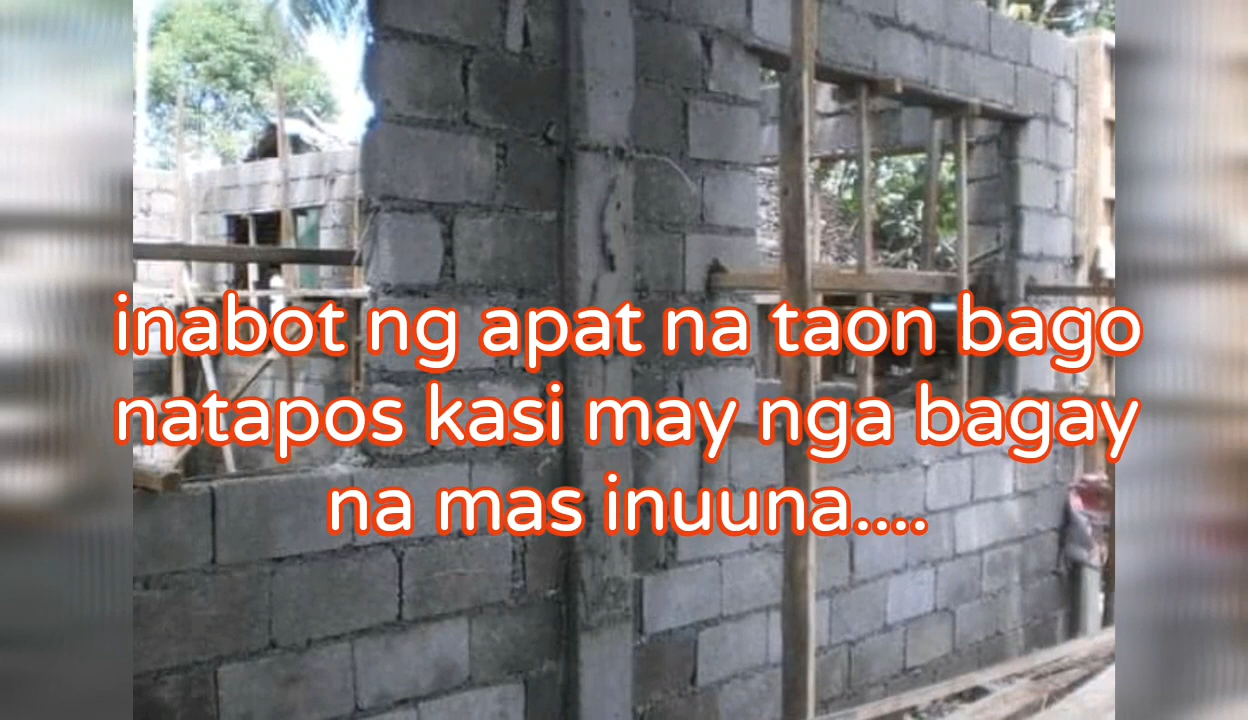 inabot ng apat na taon bago
natapos kasi may nga bagay
na mas inuuna....